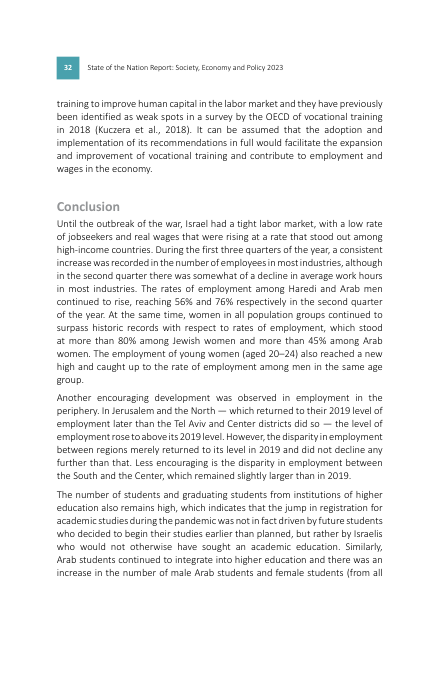 32
State of the Nation Report: Society, Economy and Policy 2023
training to improve human capital in the labor market and they have previously
been identified as weak spots in a survey by the OECD of vocational training
in 2018 (Kuczera et al., 2018). It can be assumed that the adoption and
implementation of its recommendations in full would facilitate the expansion
and improvement of vocational training and contribute to employment and
wages in the economy.
Conclusion
Until the outbreak of the war, Israel had a tight labor market, with a low rate
of jobseekers and real wages that were rising at a rate that stood out among
high-income countries. During the first three quarters of the year, a consistent
increase was recorded in the number of employees in most industries, although
in the second quarter there was somewhat of a decline in average work hours
in most industries. The rates of employment among Haredi and Arab men
continued to rise, reaching 56% and 76% respectively in the second quarter
of the year. At the same time, women in all population groups continued to
surpass historic records with respect to rates of employment, which stood
at more than 80% among Jewish women and more than 45% among Arab
women. The employment of young women (aged 20–24) also reached a new
high and caught up to the rate of employment among men in the same age
group.
Another encouraging development was observed in employment in the
periphery. In Jerusalem and the North — which returned to their 2019 level of
employment later than the Tel Aviv and Center districts did so — the level of
employment rose to above its 2019 level. However, the disparity in employment
between regions merely returned to its level in 2019 and did not decline any
further than that. Less encouraging is the disparity in employment between
the South and the Center, which remained slightly larger than in 2019.
The number of students and graduating students from institutions of higher
education also remains high, which indicates that the jump in registration for
academic studies during the pandemic was not in fact driven by future students
who decided to begin their studies earlier than planned, but rather by Israelis
who would not otherwise have sought an academic education. Similarly,
Arab students continued to integrate into higher education and there was an
increase in the number of male Arab students and female students (from all